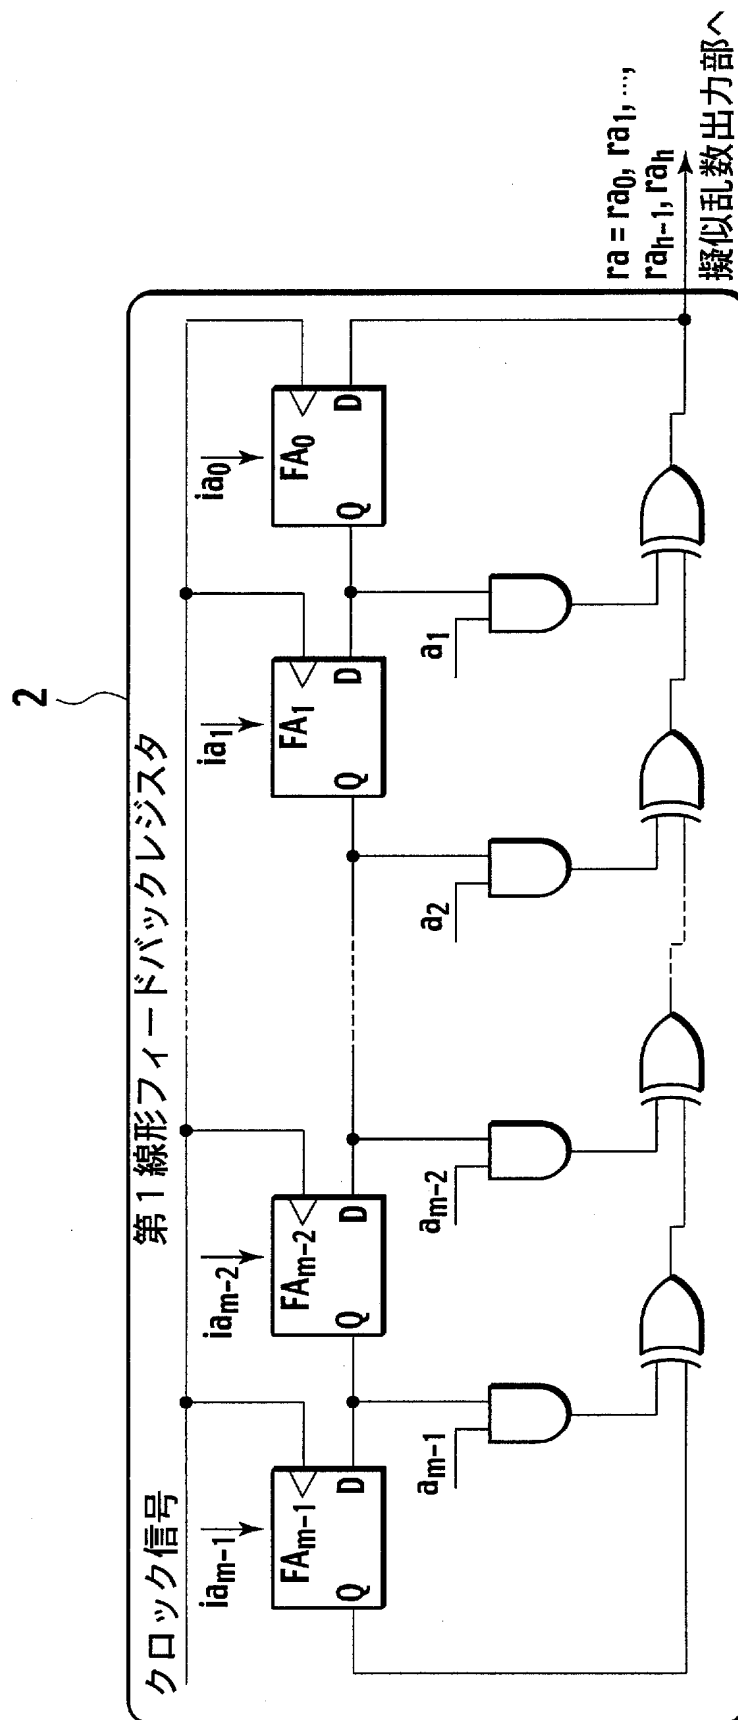 2
第1線形フィードバックレジスタ
クロック信号
iam-1
iam-2
ia1
ia0
FAm-1
Q
D
FAm-2
Q
D
FA1
Q
D
FA0
Q
D
am-1
am-2
a2
a1
ra = ra0, ra1, ...,
rah-1, rah
擬似乱数出力部へ